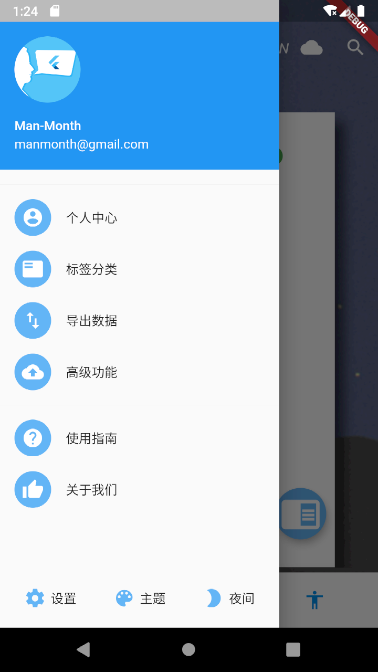 1:24
DEBUG
N
Man-Month
manmonth@gmail.com
个人中心
标签分类
导出数据
高级功能
使用指南
关于我们
设置 主题 夜间